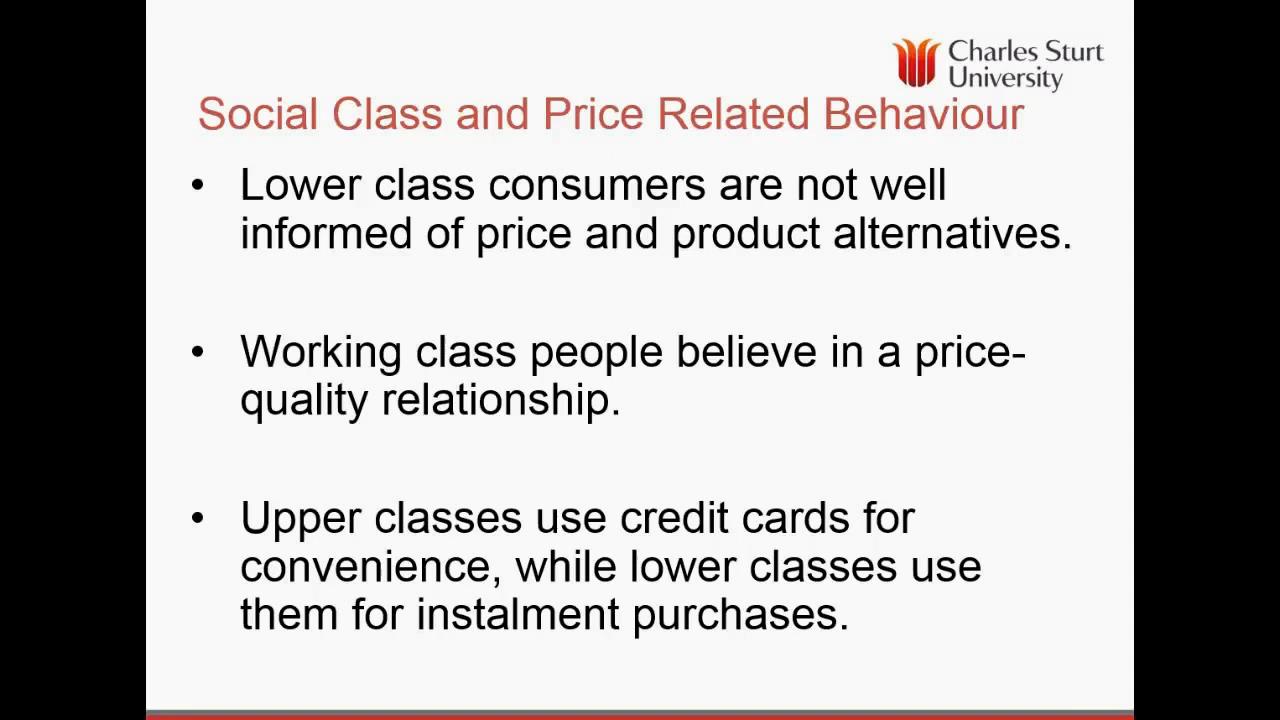 Charles Sturt
University
Social Class and Price Related Behaviour
• Lower class consumers are not well
informed of price and product alternatives.
• Working class people believe in a price-
quality relationship.
• Upper classes use credit cards for
convenience, while lower classes use
them for instalment purchases.